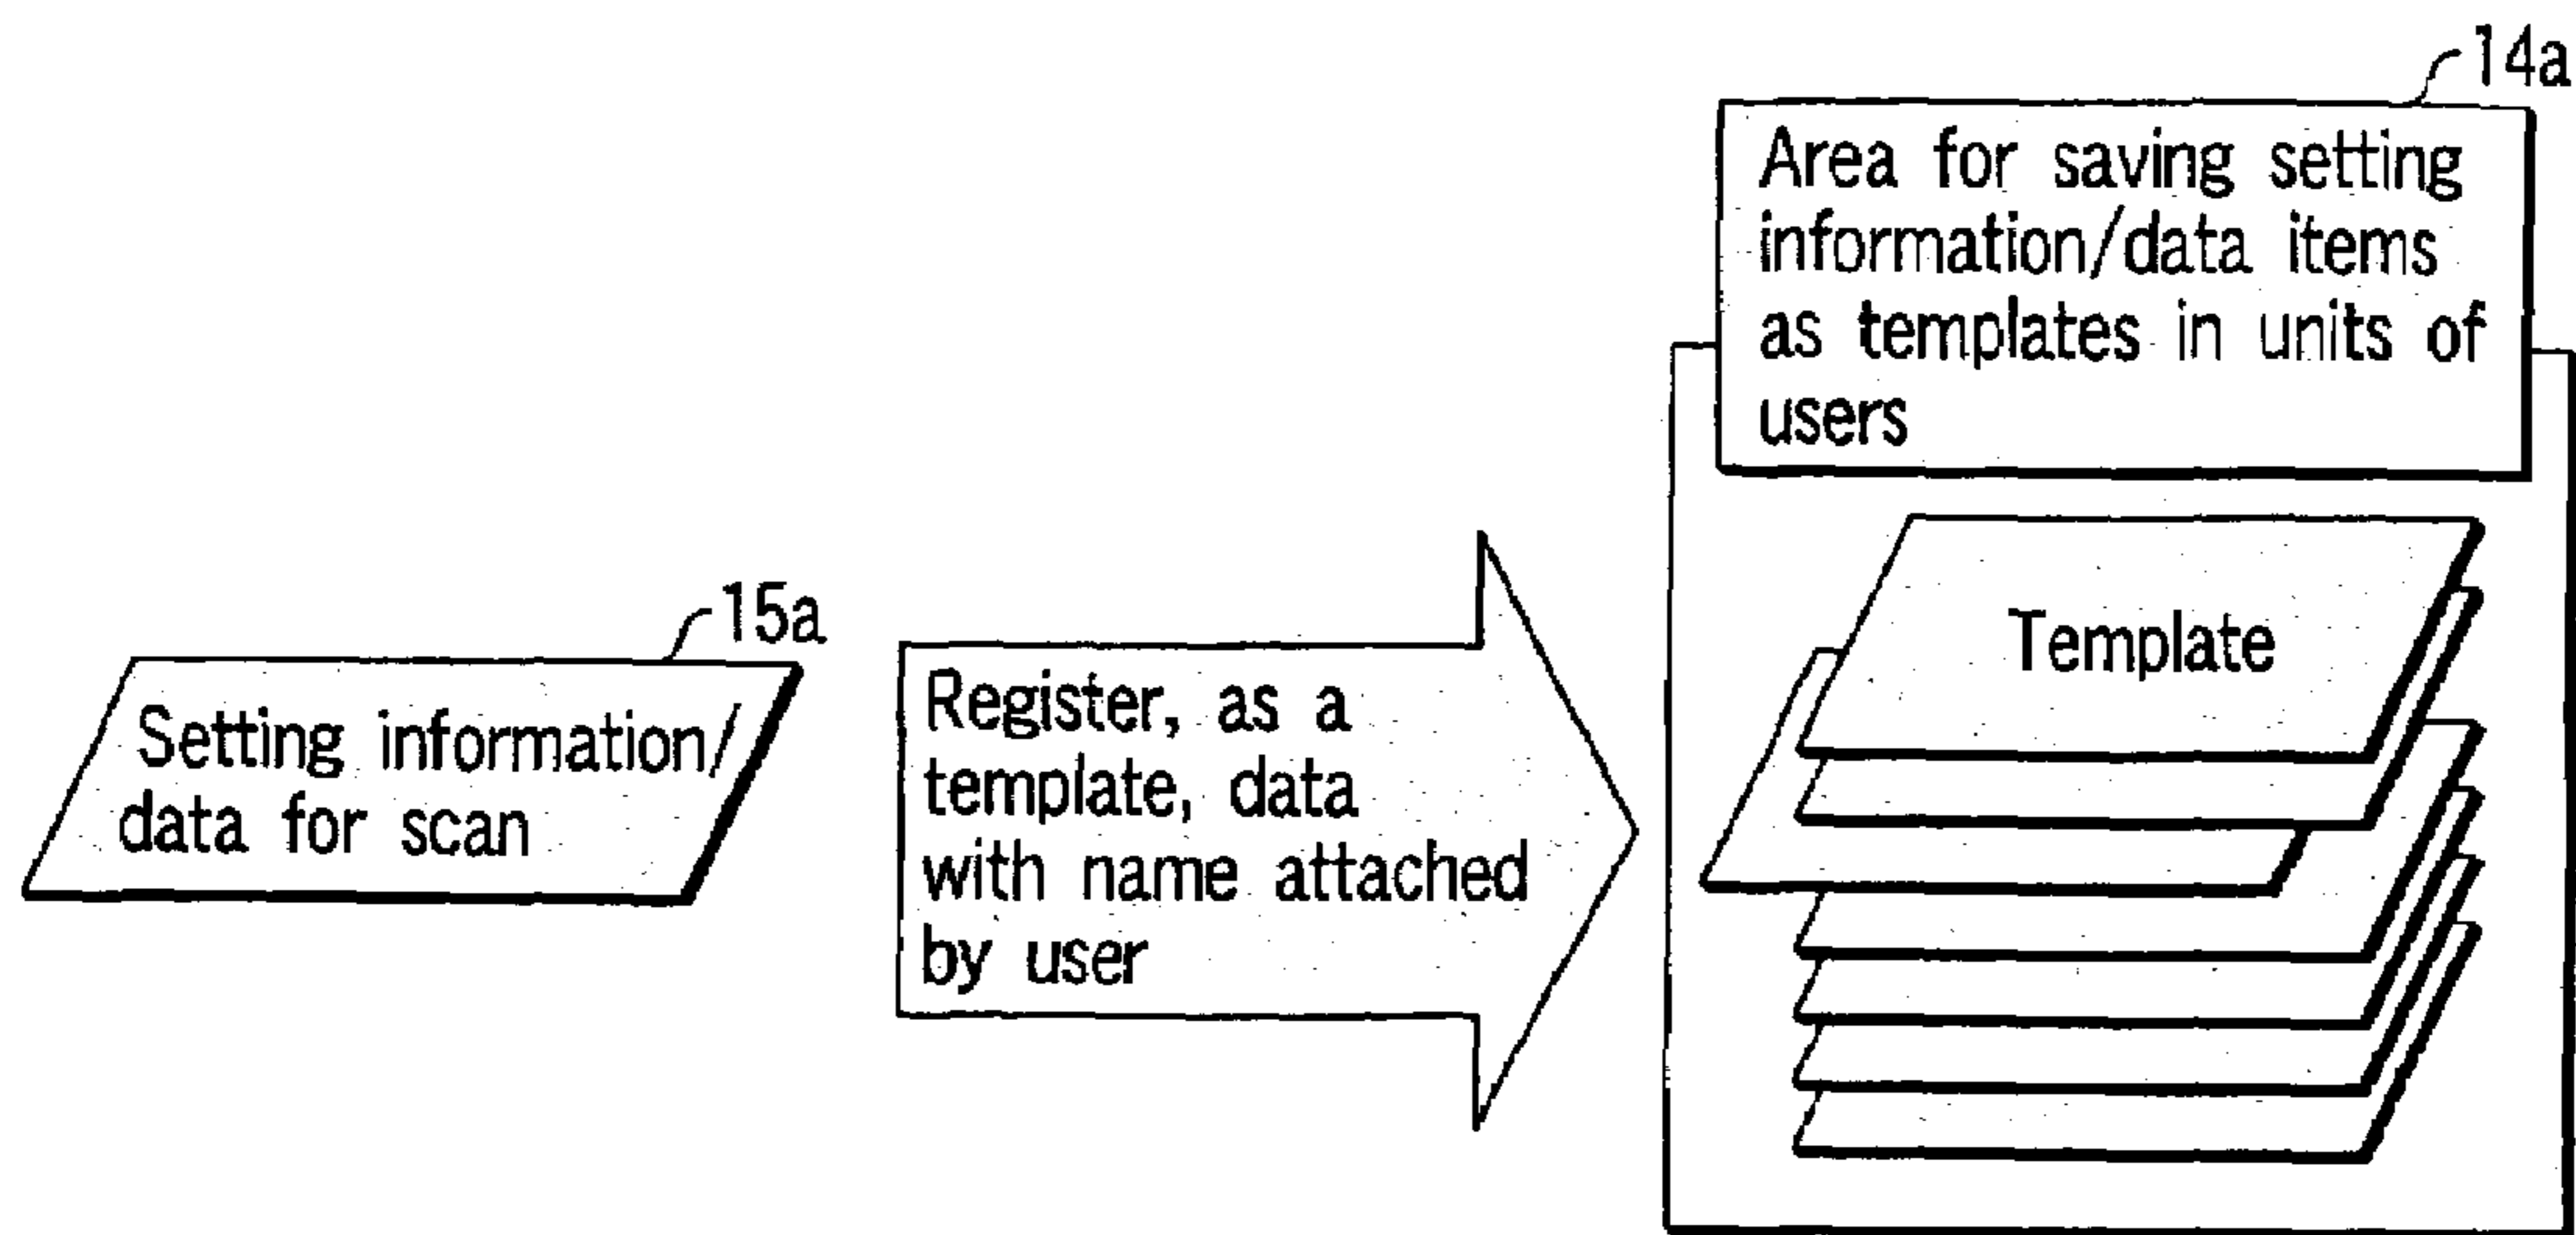 14a
Area for saving setting
information/data items
as templates in units of
users
Template
15a
Setting information/
data for scan
Register, as a
template, data
with name attached
by user